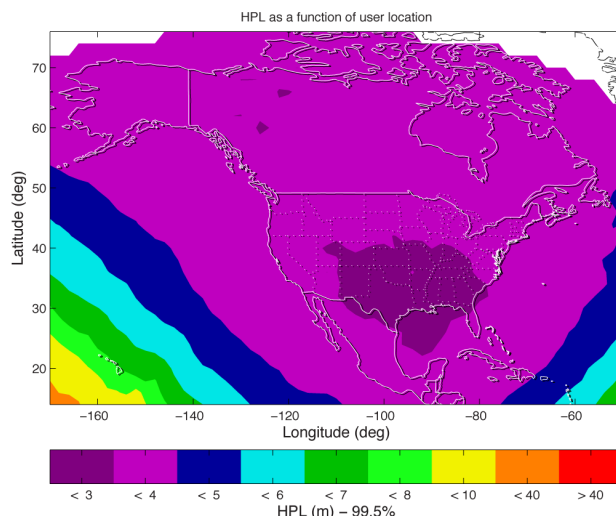 HPL as a function of user location
70
60
50
40
30
20
Latitude (deg)
−160 −140 −120 −100 −80 −60
Longitude (deg)
< 3 < 4 < 5 < 6 < 7 < 8 < 10 < 40 > 40
HPL (m) − 99.5%